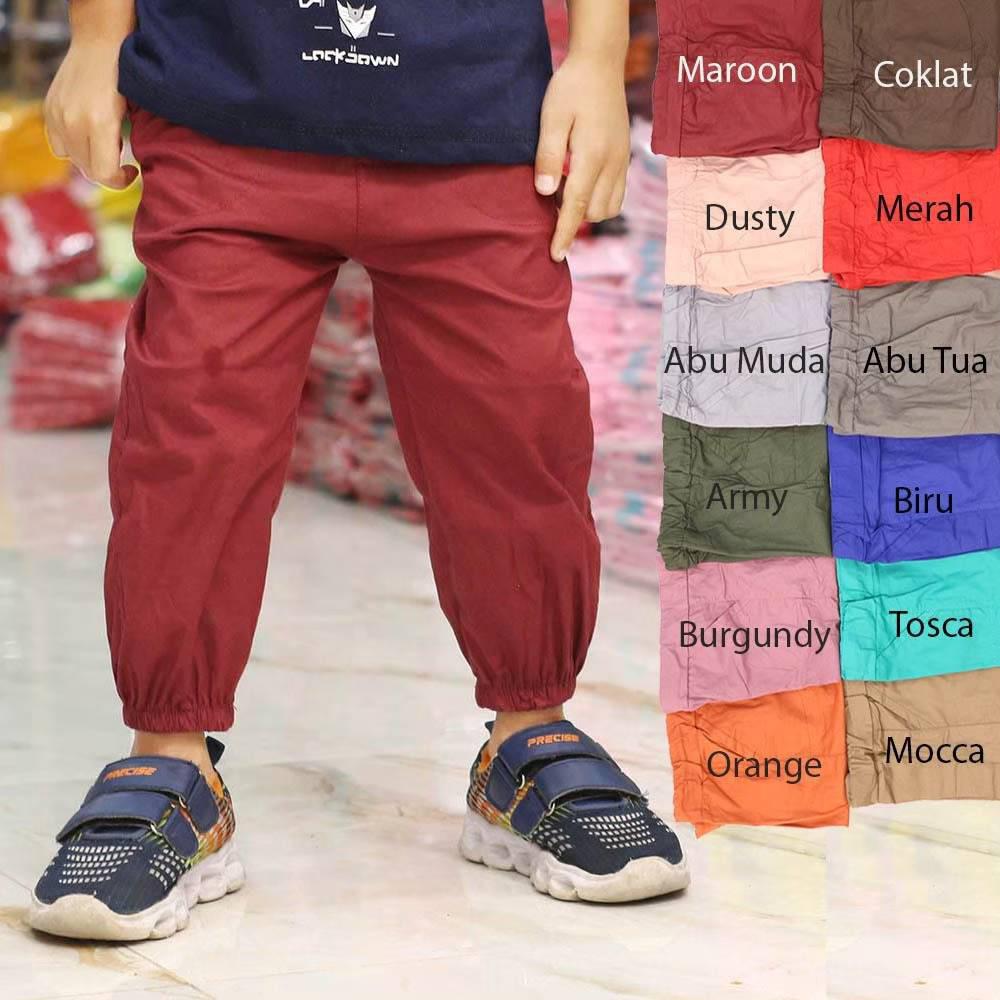 LOCKDOWN
Maroon
Coklat
Dusty
Merah
Abu Muda
Abu Tua
Army
Biru
Burgundy
Tosca
Orange
Mocca
PRECISE
PRECISE